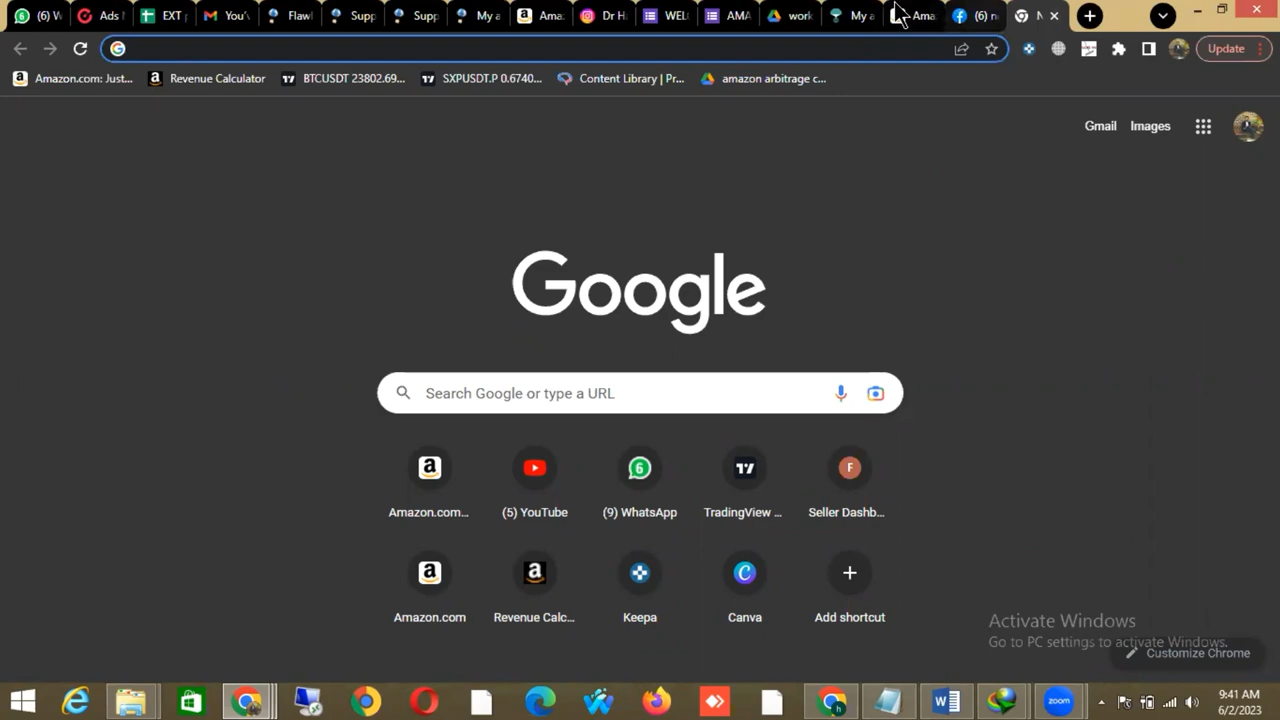 (6) W
Ads M
EXT p
You'v
Flawl
Supp
Supp
My a
Ama:
Dr H
WEL
AMA
work
My a
Ama
(6) n
N
Amazon.com: Just...
Revenue Calculator
BTCUSDT 23802.69...
SXPUSDT.P 0.6740...
Content Library | Pr...
amazon arbitrage c...
Update
Gmail
Images
Google
Search Google or type a URL
Amazon.com...
(5) YouTube
(9) WhatsApp
TradingView ...
Seller Dashb...
Amazon.com
Revenue Calc...
Keepa
Canva
Add shortcut
Activate Windows
Go to PC settings to activate Windows.
Customize Chrome
zoom
9:41 AM
6/2/2023